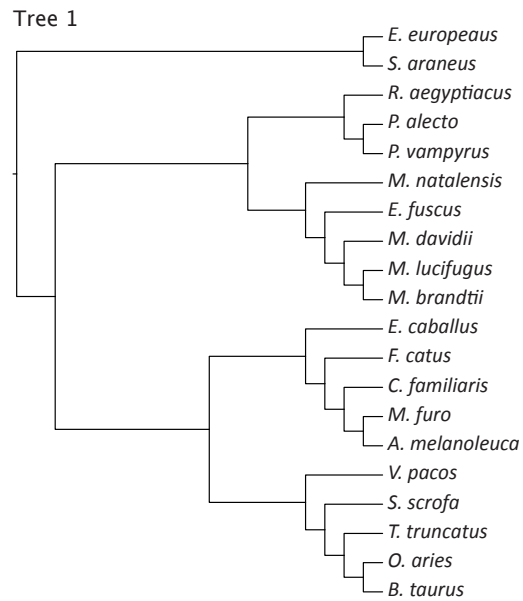 Tree 1
E. europeaus
S. araneus
R. aegyptiacus
P. alecto
P. vampyrus
M. natalensis
E. fuscus
M. davidii
M. lucifugus
M. brandtii
E. caballus
F. catus
C. familiaris
M. furo
A. melanoleuca
V. pacos
S. scrofa
T. truncatus
O. aries
B. taurus